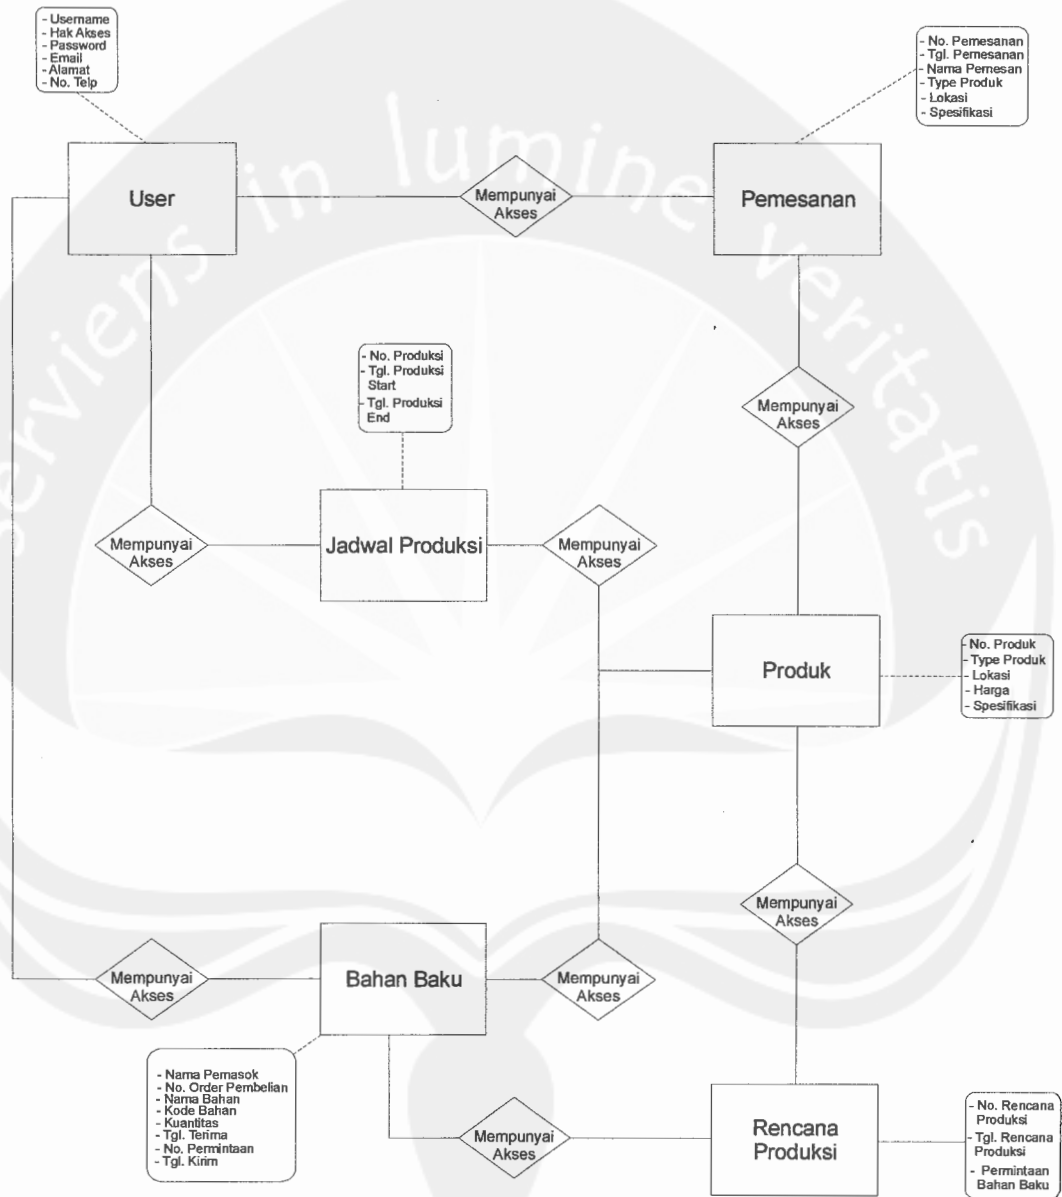 - Username
- Hak Akses
- Password
- Email
- Alamat
- No. Telp
- No. Pemesanan
- Tgl. Pemesanan
- Nama Pemesan
- Type Produk
- Lokasi
- Spesifikasi
User
Mempunyai
Akses
Pemesanan
serviens in lumine veritatis
- No. Produksi
- Tgl. Produksi
Start
- Tgl. Produksi
End
Mempunyai
Akses
Mempunyai
Akses
Jadwal Produksi
Mempunyai
Akses
Produk
- No. Produk
- Type Produk
- Lokasi
- Harga
- Spesifikasi
Mempunyai
Akses
Mempunyai
Akses
Bahan Baku
Mempunyai
Akses
- Nama Pemasok
- No. Order Pembelian
- Nama Bahan
- Kode Bahan
- Kuantitas
- Tgl. Terima
- No. Permintaan
- Tgl. Kirim
Mempunyai
Akses
Rencana
Produksi
- No. Rencana
Produksi
- Tgl. Rencana
Produksi
- Permintaan
Bahan Baku